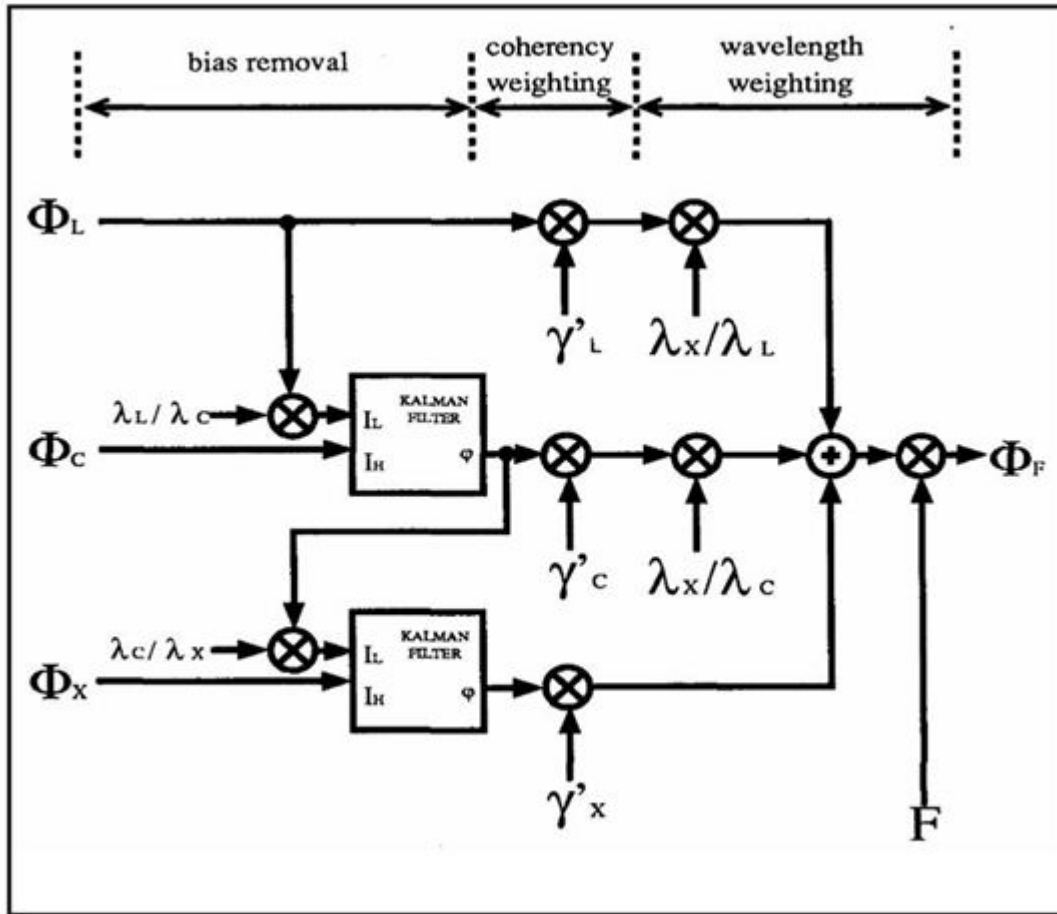 bias removal
coherency
weighting
wavelength
weighting
ΦL
γ'L
λX/λL
λL/λC
KALMAN
FILTER
IL
ΦC
IH
φ
ΦF
γ'C
λX/λC
λC/λX
KALMAN
FILTER
IL
ΦX
IH
φ
γ'X
F